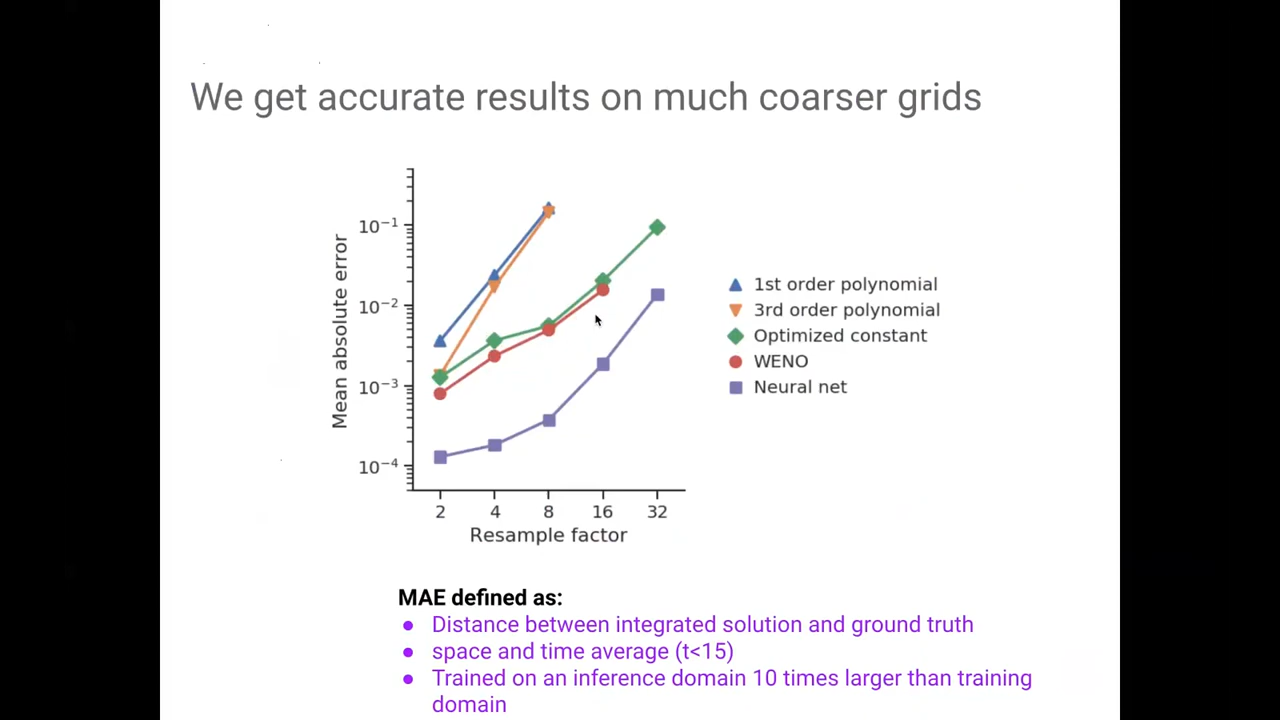 We get accurate results on much coarser grids
Mean absolute error
10⁻¹
10⁻²
10⁻³
10⁻⁴
2 4 8 16 32
Resample factor
1st order polynomial
3rd order polynomial
Optimized constant
WENO
Neural net
MAE defined as:
● Distance between integrated solution and ground truth
● space and time average (t<15)
● Trained on an inference domain 10 times larger than training
domain